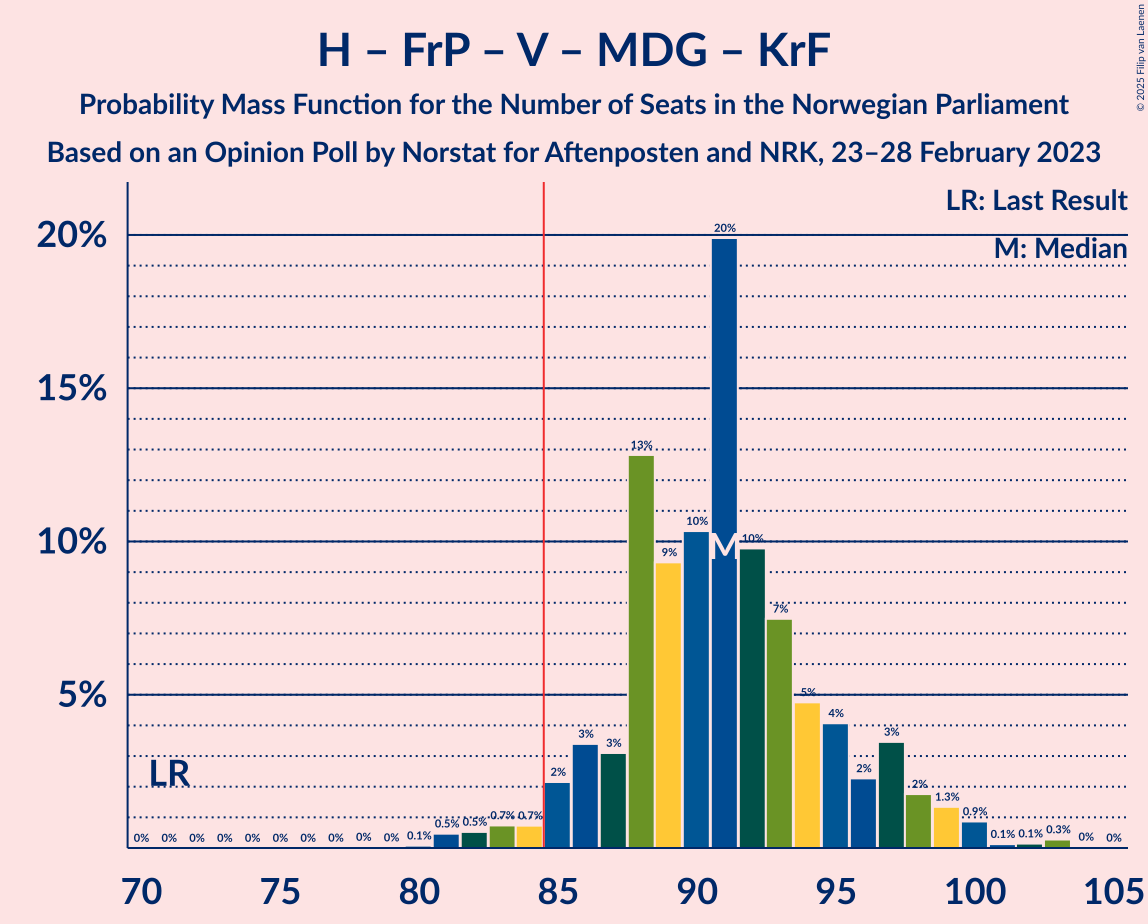 H – FrP – V – MDG – KrF
Probability Mass Function for the Number of Seats in the Norwegian Parliament
Based on an Opinion Poll by Norstat for Aftenposten and NRK, 23–28 February 2023
© 2025 Filip van Laenen
LR: Last Result
M: Median
20%
15%
10%
5%
LR
M
0% 0% 0% 0% 0% 0% 0% 0% 0% 0% 0.1% 0.5% 0.5% 0.7% 0.7% 2% 3% 3% 13% 9% 10% 20% 10% 7% 5% 4% 2% 3% 2% 1.3% 0.9% 0.1% 0.1% 0.3% 0% 0%
70 75 80 85 90 95 100 105